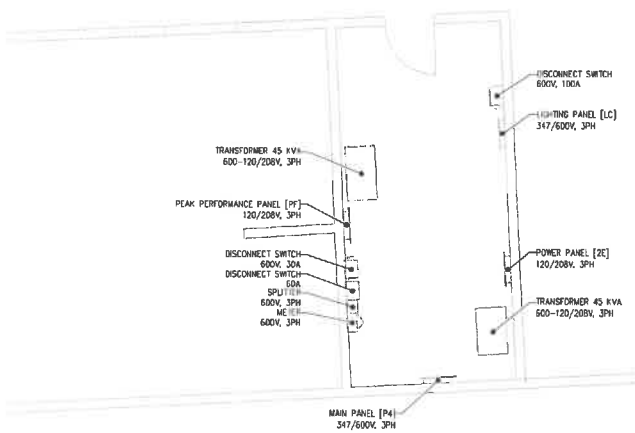 DISCONNECT SWITCH
600V, 100A
LIGHTING PANEL [LC]
347/600V, 3PH
TRANSFORMER 45 KVA
600-120/208V, 3PH
PEAK PERFORMANCE PANEL [PF]
120/208V, 3PH
DISCONNECT SWITCH
600V, 30A
DISCONNECT SWITCH
60A
SPLITTER
600V, 3PH
METER
600V, 3PH
POWER PANEL [2E]
120/208V, 3PH
TRANSFORMER 45 KVA
600-120/208V, 3PH
MAIN PANEL [P4]
347/600V, 3PH